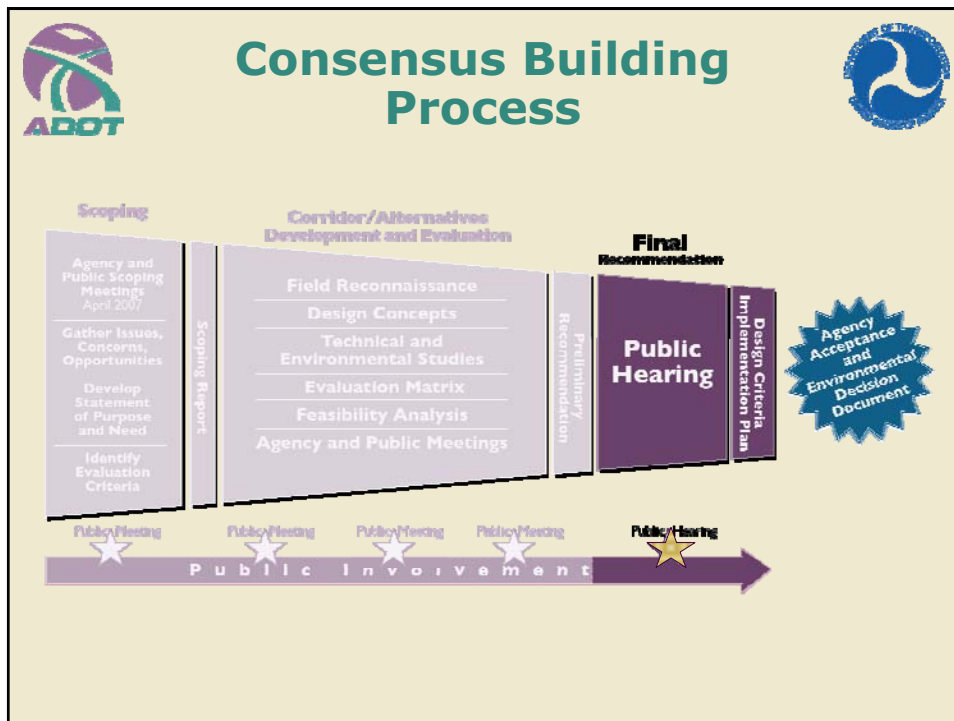 Consensus Building
Process
ADOT
Scoping
Agency and
Public Scoping
Meetings
April 2007
Gather Issues,
Concerns,
Opportunities
Develop
Statement
of Purpose
and Need
Identify
Evaluation
Criteria
Scoping Report
Corridor/Alternatives
Development and Evaluation
Field Reconnaissance
Design Concepts
Technical and
Environmental Studies
Evaluation Matrix
Feasibility Analysis
Agency and Public Meetings
Preliminary
Recommendation
Final
Recommendation
Public
Hearing
Design Criteria
Implementation Plan
Agency
Acceptance
and
Environmental
Decision
Document
Public Meeting
Public Meeting
Public Meeting
Public Meeting
Public Hearing
Public Involvement